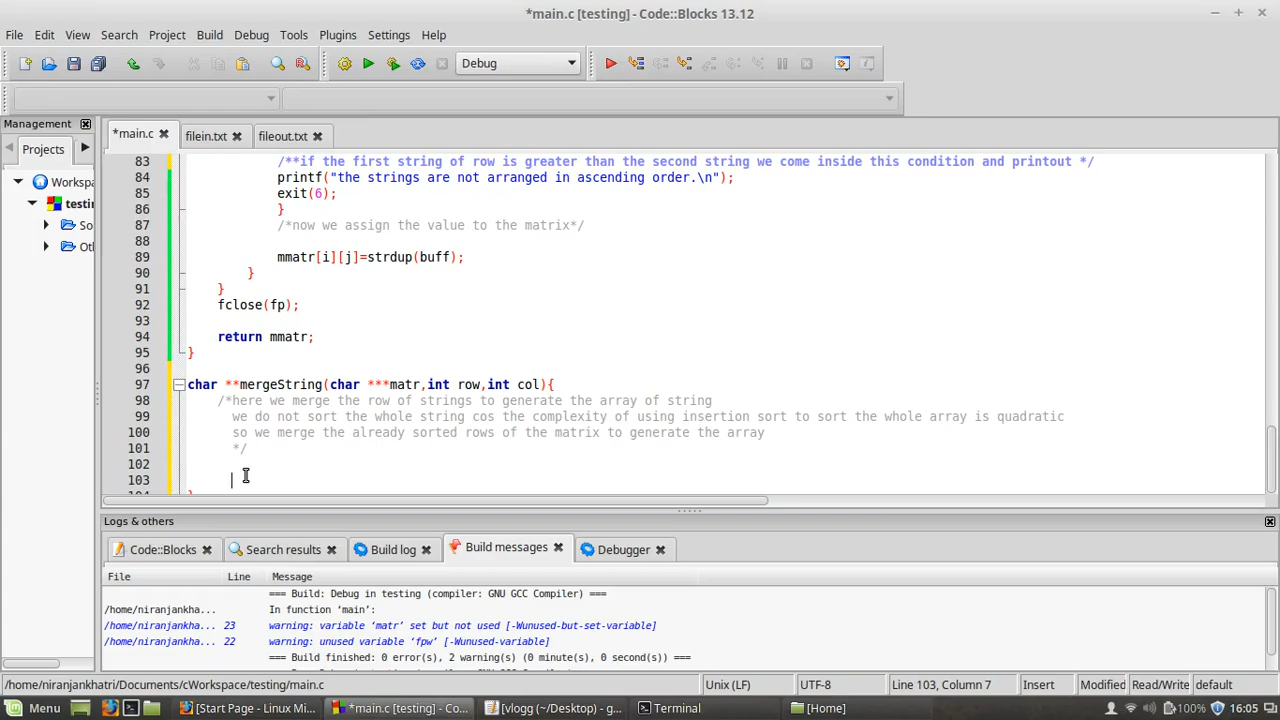 *main.c [testing] - Code::Blocks 13.12
File Edit View Search Project Build Debug Tools Plugins Settings Help
Debug
Management
*main.c filein.txt fileout.txt
Projects
Workspa
testin
So
Oth
83 /**if the first string of row is greater than the second string we come inside this condition and printout */
84 printf("the strings are not arranged in ascending order.\n");
85 exit(6);
86 }
87 /*now we assign the value to the matrix*/
88
89 mmatr[i][j]=strdup(buff);
90 }
91 }
92 fclose(fp);
93
94 return mmatr;
95 }
96
97 char **mergeString(char ***matr,int row,int col){
98 /*here we merge the row of strings to generate the array of string
99 we do not sort the whole string cos the complexity of using insertion sort to sort the whole array is quadratic
100 so we merge the already sorted rows of the matrix to generate the array
101 */
102
103
104 }
Logs & others
Code::Blocks Search results Build log Build messages Debugger
File Line Message
=== Build: Debug in testing (compiler: GNU GCC Compiler) ===
/home/niranjankha... In function ‘main’:
/home/niranjankha... 23 warning: variable ‘matr’ set but not used [-Wunused-but-set-variable]
/home/niranjankha... 22 warning: unused variable ‘fpw’ [-Wunused-variable]
=== Build finished: 0 error(s), 2 warning(s) (0 minute(s), 0 second(s)) ===
/home/niranjankhatri/Documents/cWorkspace/testing/main.c Unix (LF) UTF-8 Line 103, Column 7 Insert Modified Read/Write default
Menu [Start Page - Linux Mi... *main.c [testing] - Co... vlogg (~/Desktop) - g... Terminal [Home] 100% 16:05